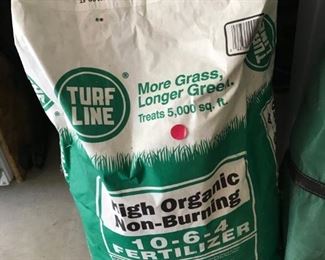 TURF
LINE
®
More Grass,
Longer Green.
Treats 5,000 sq. ft.
High Organic
Non-Burning
10-6-4
FERTILIZER